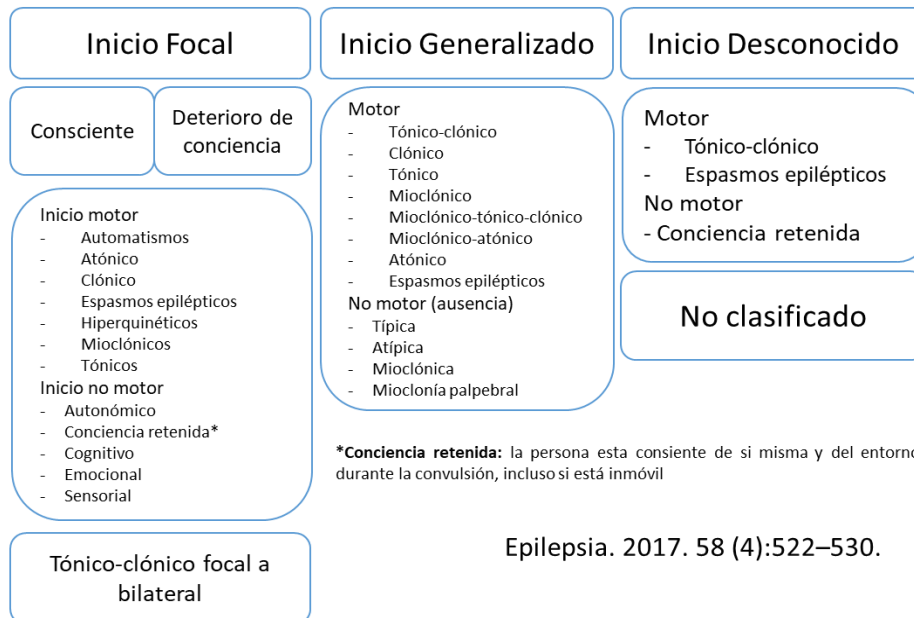 Inicio Focal
Consciente
Deterioro de
conciencia
Inicio motor
- Automatismos
- Atónico
- Clónico
- Espasmos epilépticos
- Hiperquinéticos
- Mioclónicos
- Tónicos
Inicio no motor
- Autonómico
- Conciencia retenida*
- Cognitivo
- Emocional
- Sensorial
Tónico-clónico focal a
bilateral
Inicio Generalizado
Motor
- Tónico-clónico
- Clónico
- Tónico
- Mioclónico
- Mioclónico-tónico-clónico
- Mioclónico-atónico
- Atónico
- Espasmos epilépticos
No motor (ausencia)
- Típica
- Atípica
- Mioclónica
- Mioclonía palpebral
Inicio Desconocido
Motor
- Tónico-clónico
- Espasmos epilépticos
No motor
- Conciencia retenida
No clasificado
*Conciencia retenida: la persona esta consiente de si misma y del entorno
durante la convulsión, incluso si está inmóvil
Epilepsia. 2017. 58 (4):522–530.